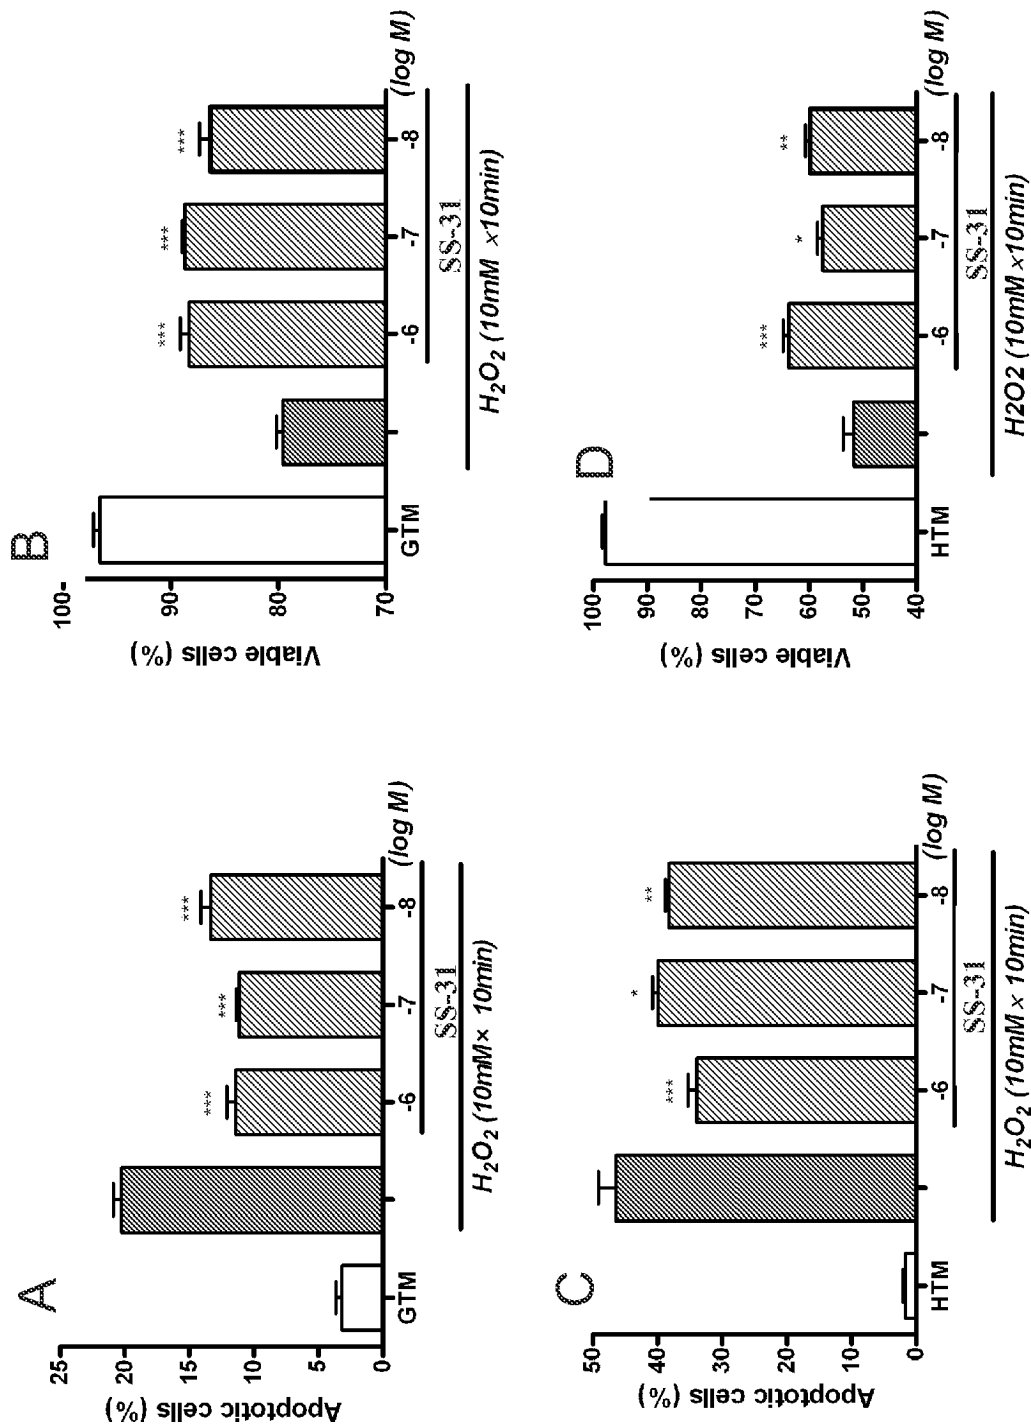 A
Apoptotic cells (%)
25
20
15
10
5
0
*** *** ***
GTM -6 -7 -8 (log M)
SS-31
H₂O₂ (10mM× 10min)
B
Viable cells (%)
100-
90
80
70
*** *** ***
GTM -6 -7 -8 (log M)
SS-31
H₂O₂ (10mM ×10min)
C
Apoptotic cells (%)
50
40
30
20
10
0
*** * **
HTM -6 -7 -8 (log M)
SS-31
H₂O₂ (10mM × 10min)
D
Viable cells (%)
100
90
80
70
60
50
40
*** * **
HTM -6 -7 -8 (log M)
SS-31
H2O2 (10mM ×10min)